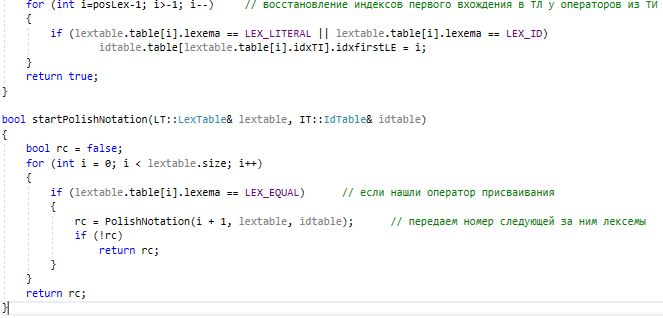 for (int i=posLex-1; i>-1; i--) // восстановление индексов первого вхождения в ТЛ у операторов из ТИ
{
if (lextable.table[i].lexema == LEX_LITERAL || lextable.table[i].lexema == LEX_ID)
idtable.table[lextable.table[i].idxTI].idxfirstLE = i;
}
return true;
}
bool startPolishNotation(LT::LexTable& lextable, IT::IdTable& idtable)
{
bool rc = false;
for (int i = 0; i < lextable.size; i++)
{
if (lextable.table[i].lexema == LEX_EQUAL) // если нашли оператор присваивания
{
rc = PolishNotation(i + 1, lextable, idtable); // передаем номер следующей за ним лексемы
if (!rc)
return rc;
}
}
return rc;
}